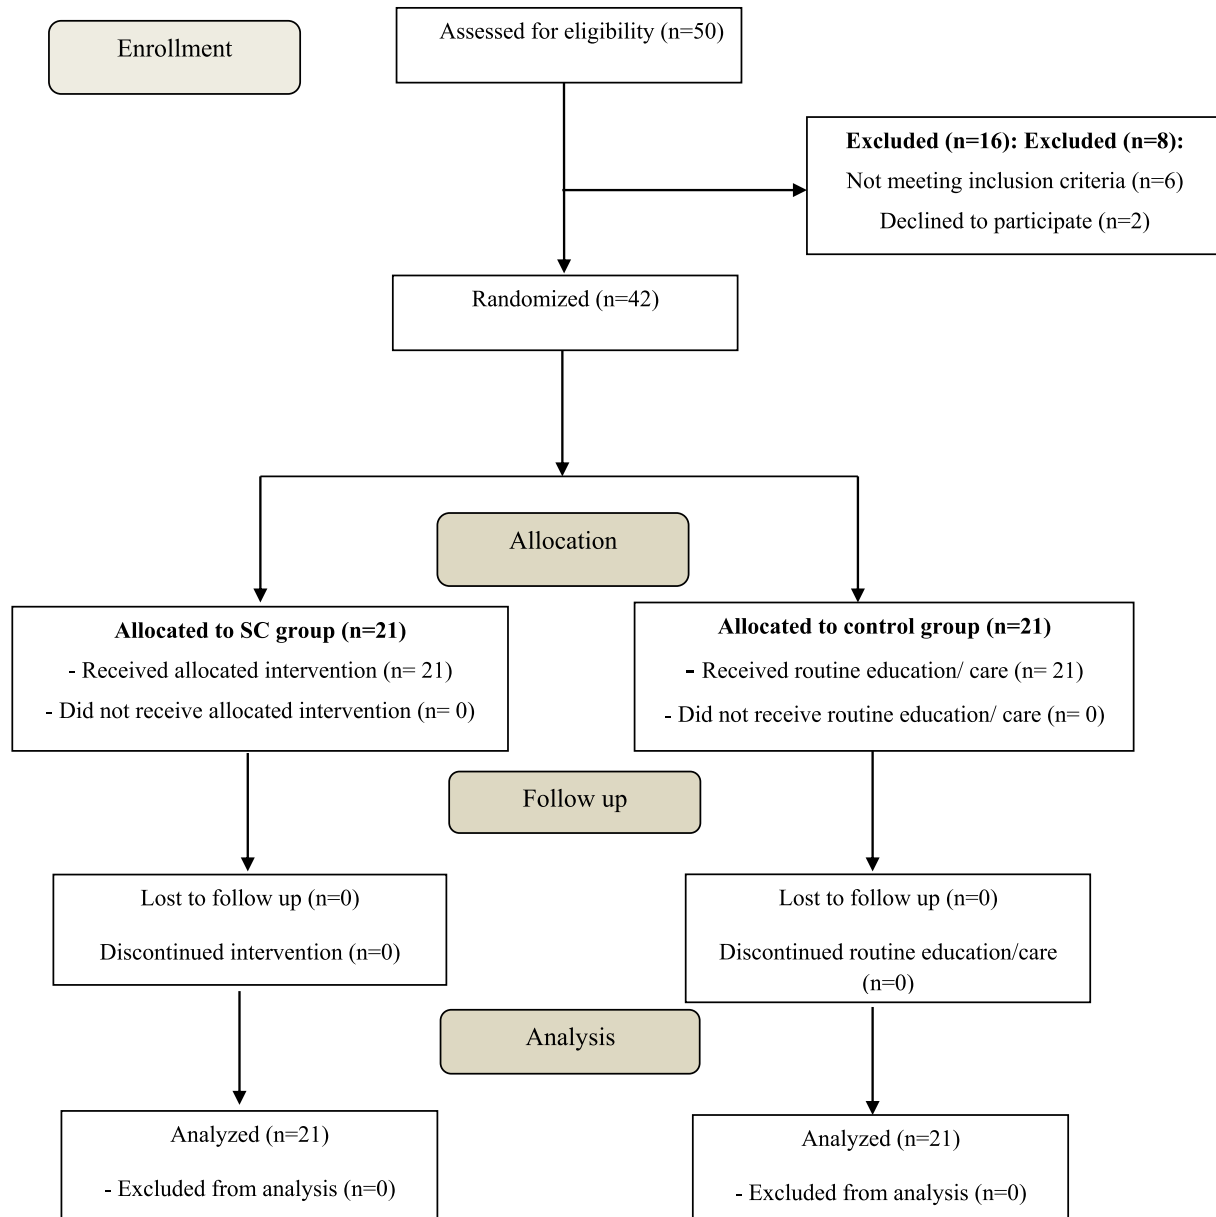 Enrollment
Assessed for eligibility (n=50)
Excluded (n=16): Excluded (n=8):
Not meeting inclusion criteria (n=6)
Declined to participate (n=2)
Randomized (n=42)
Allocation
Allocated to SC group (n=21)
- Received allocated intervention (n= 21)
- Did not receive allocated intervention (n= 0)
Allocated to control group (n=21)
- Received routine education/ care (n= 21)
- Did not receive routine education/ care (n= 0)
Follow up
Lost to follow up (n=0)
Discontinued intervention (n=0)
Lost to follow up (n=0)
Discontinued routine education/care
(n=0)
Analysis
Analyzed (n=21)
- Excluded from analysis (n=0)
Analyzed (n=21)
- Excluded from analysis (n=0)